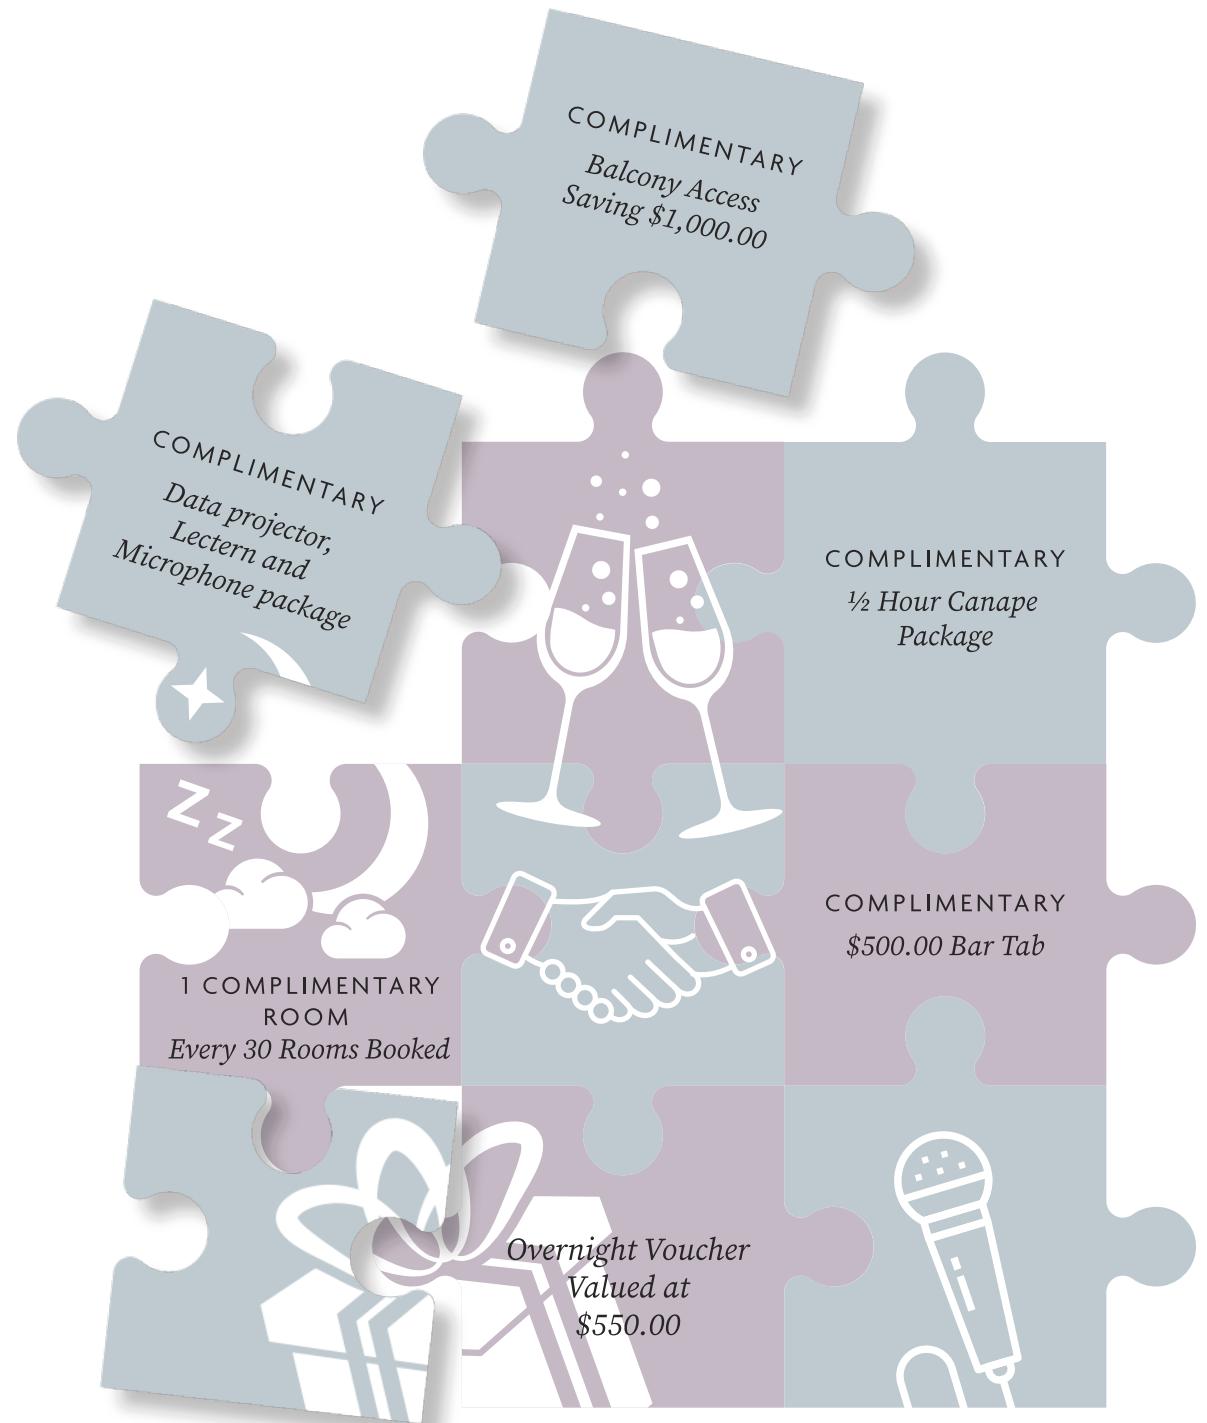 COMPLIMENTARY
Balcony Access
Saving $1,000.00
COMPLIMENTARY
Data projector,
Lectern and
Microphone package
COMPLIMENTARY
½ Hour Canape
Package
Z Z
COMPLIMENTARY
$500.00 Bar Tab
1 COMPLIMENTARY
ROOM
Every 30 Rooms Booked
Overnight Voucher
Valued at
$550.00